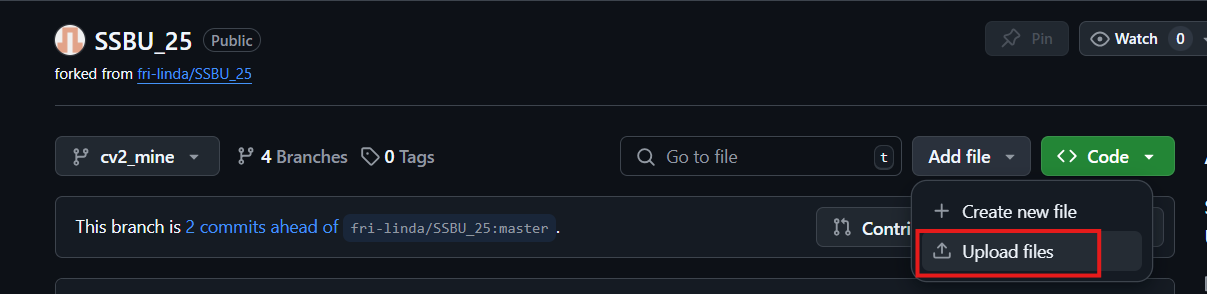 SSBU_25 Public
Pin
Watch 0
forked from fri-linda/SSBU_25
cv2_mine
4 Branches
0 Tags
Go to file t
Add file
<> Code
This branch is 2 commits ahead of fri-linda/SSBU_25:master .
Contri
Create new file
Upload files